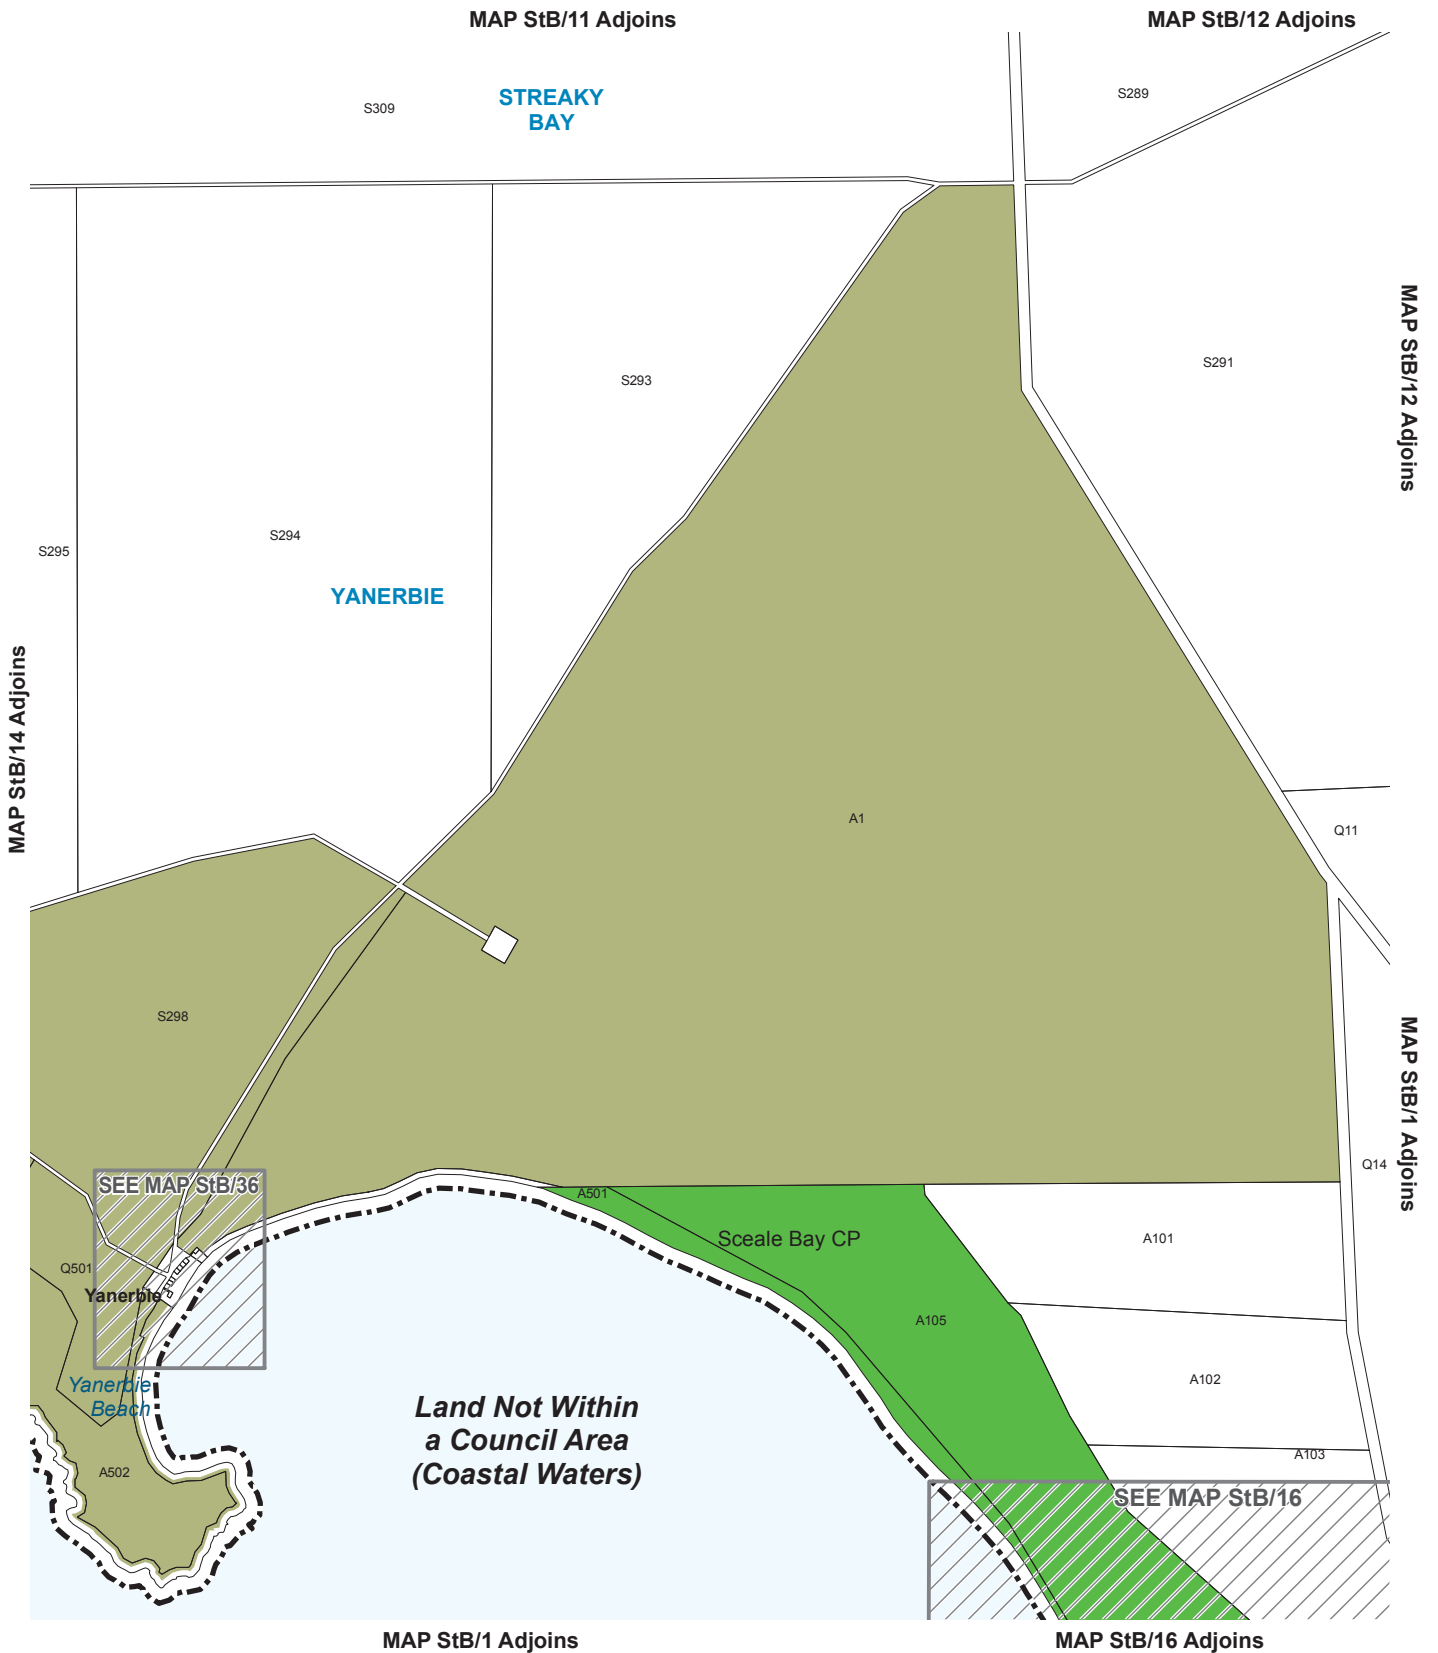 MAP StB/11 Adjoins
MAP StB/12 Adjoins
S309
STREAKY
BAY
S289
MAP StB/12 Adjoins
S291
S293
S294
S295
YANERBIE
MAP StB/14 Adjoins
A1
Q11
S298
MAP StB/1 Adjoins
Q14
SEE MAP StB/36
A501
Sceale Bay CP
A101
Q501
Yanerbie
A105
Yanerbie
Beach
A102
Land Not Within
a Council Area
(Coastal Waters)
A103
A502
SEE MAP StB/16
MAP StB/1 Adjoins
MAP StB/16 Adjoins